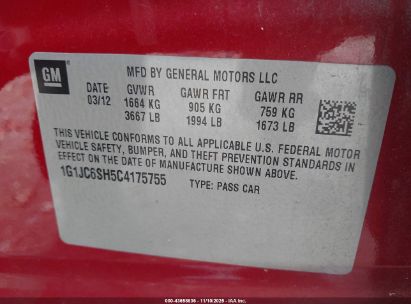 GM
MFD BY GENERAL MOTORS LLC
DATE GVWR GAWR FRT GAWR RR
03/12 1664 KG 905 KG 759 KG
3667 LB 1994 LB 1673 LB
THIS VEHICLE CONFORMS TO ALL APPLICABLE U.S. FEDERAL MOTOR
VEHICLE SAFETY, BUMPER, AND THEFT PREVENTION STANDARDS IN
EFFECT ON THE DATE OF MANUFACTURE SHOWN ABOVE.
1G1JC6SH5C4175755 TYPE: PASS CAR